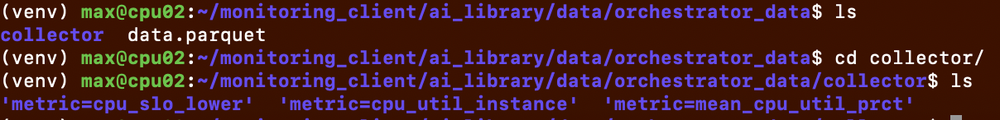 (venv) max@cpu02:~/monitoring_client/ai_library/data/orchestrator_data$ ls
collector  data.parquet
(venv) max@cpu02:~/monitoring_client/ai_library/data/orchestrator_data$ cd collector/
(venv) max@cpu02:~/monitoring_client/ai_library/data/orchestrator_data/collector$ ls
'metric=cpu_slo_lower'  'metric=cpu_util_instance'  'metric=mean_cpu_util_prct'